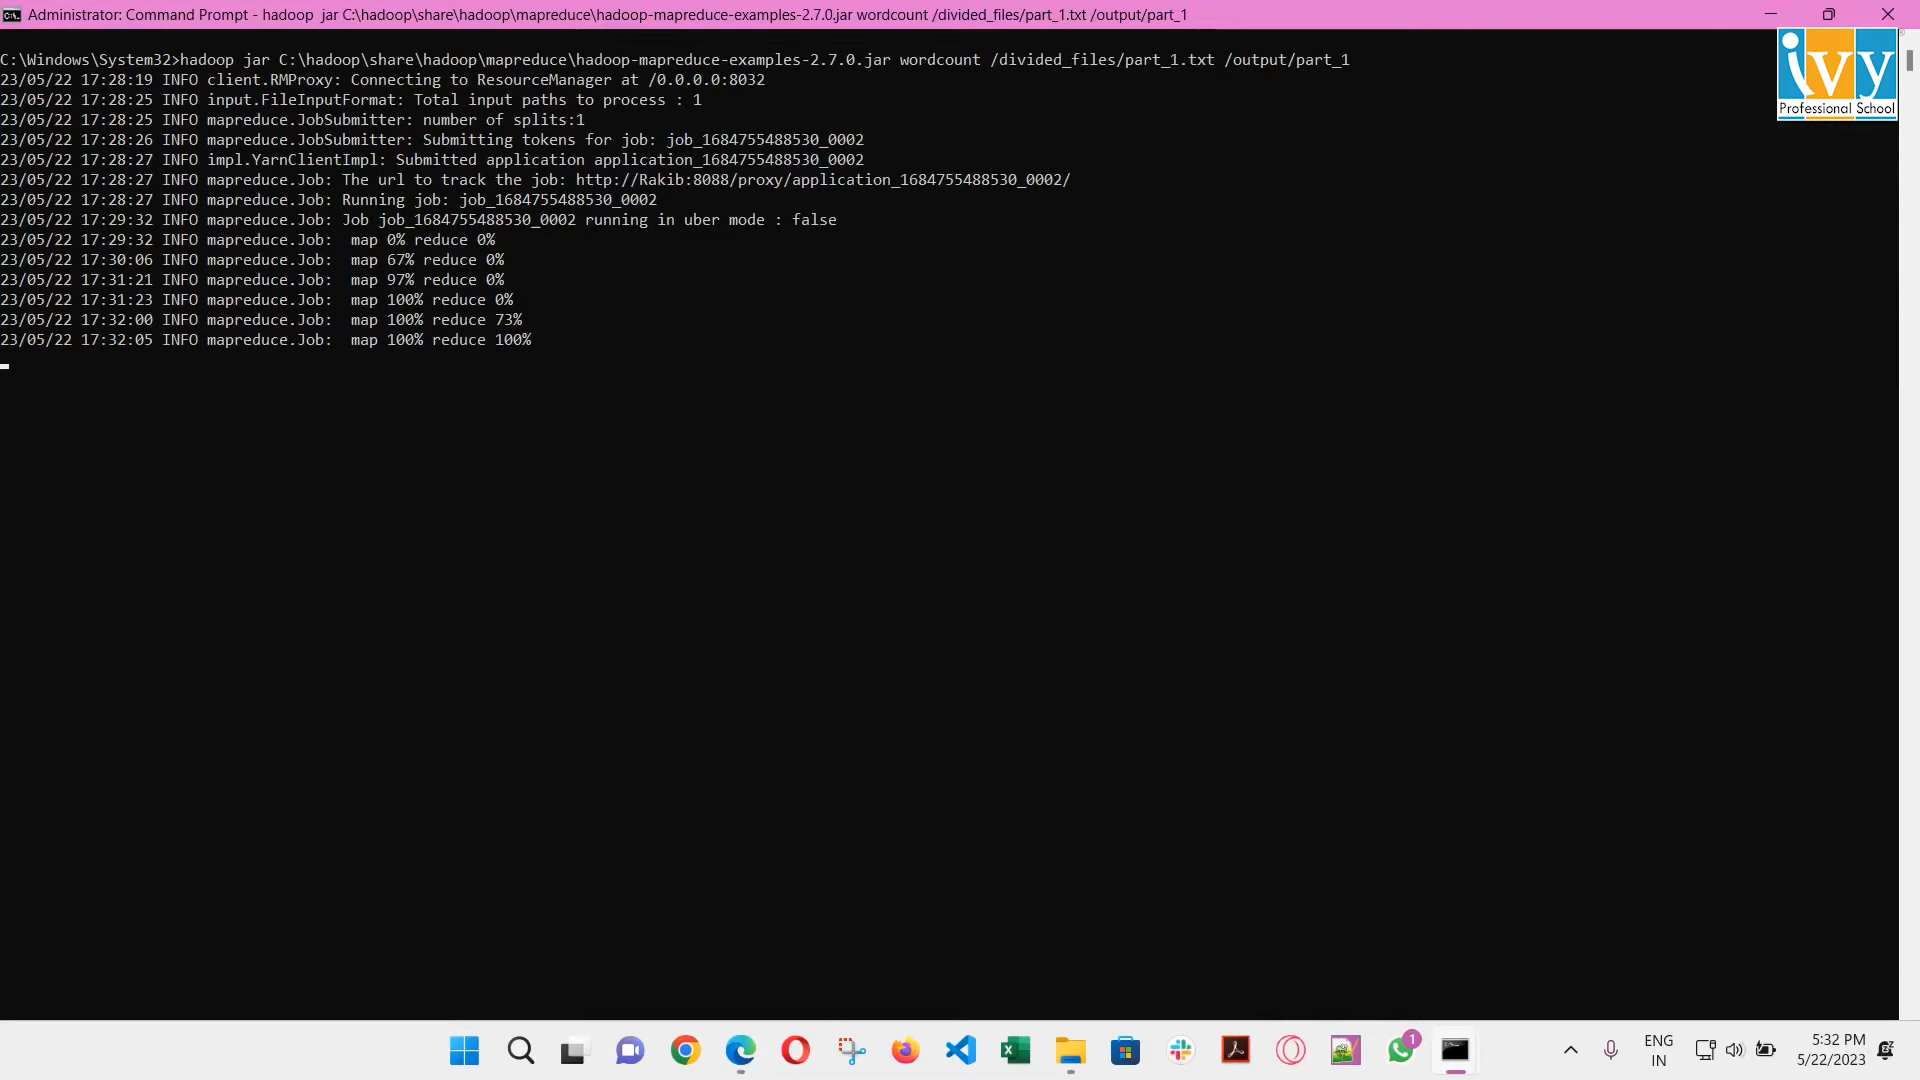 Administrator: Command Prompt - hadoop  jar C:\hadoop\share\hadoop\mapreduce\hadoop-mapreduce-examples-2.7.0.jar wordcount /divided_files/part_1.txt /output/part_1
C:\Windows\System32>hadoop jar C:\hadoop\share\hadoop\mapreduce\hadoop-mapreduce-examples-2.7.0.jar wordcount /divided_files/part_1.txt /output/part_1
23/05/22 17:28:19 INFO client.RMProxy: Connecting to ResourceManager at /0.0.0.0:8032
23/05/22 17:28:25 INFO input.FileInputFormat: Total input paths to process : 1
23/05/22 17:28:25 INFO mapreduce.JobSubmitter: number of splits:1
23/05/22 17:28:26 INFO mapreduce.JobSubmitter: Submitting tokens for job: job_1684755488530_0002
23/05/22 17:28:27 INFO impl.YarnClientImpl: Submitted application application_1684755488530_0002
23/05/22 17:28:27 INFO mapreduce.Job: The url to track the job: http://Rakib:8088/proxy/application_1684755488530_0002/
23/05/22 17:28:27 INFO mapreduce.Job: Running job: job_1684755488530_0002
23/05/22 17:29:32 INFO mapreduce.Job: Job job_1684755488530_0002 running in uber mode : false
23/05/22 17:29:32 INFO mapreduce.Job:  map 0% reduce 0%
23/05/22 17:30:06 INFO mapreduce.Job:  map 67% reduce 0%
23/05/22 17:31:21 INFO mapreduce.Job:  map 97% reduce 0%
23/05/22 17:31:23 INFO mapreduce.Job:  map 100% reduce 0%
23/05/22 17:32:00 INFO mapreduce.Job:  map 100% reduce 73%
23/05/22 17:32:05 INFO mapreduce.Job:  map 100% reduce 100%
ivy
Professional School
1
ENG
IN
5:32 PM
5/22/2023